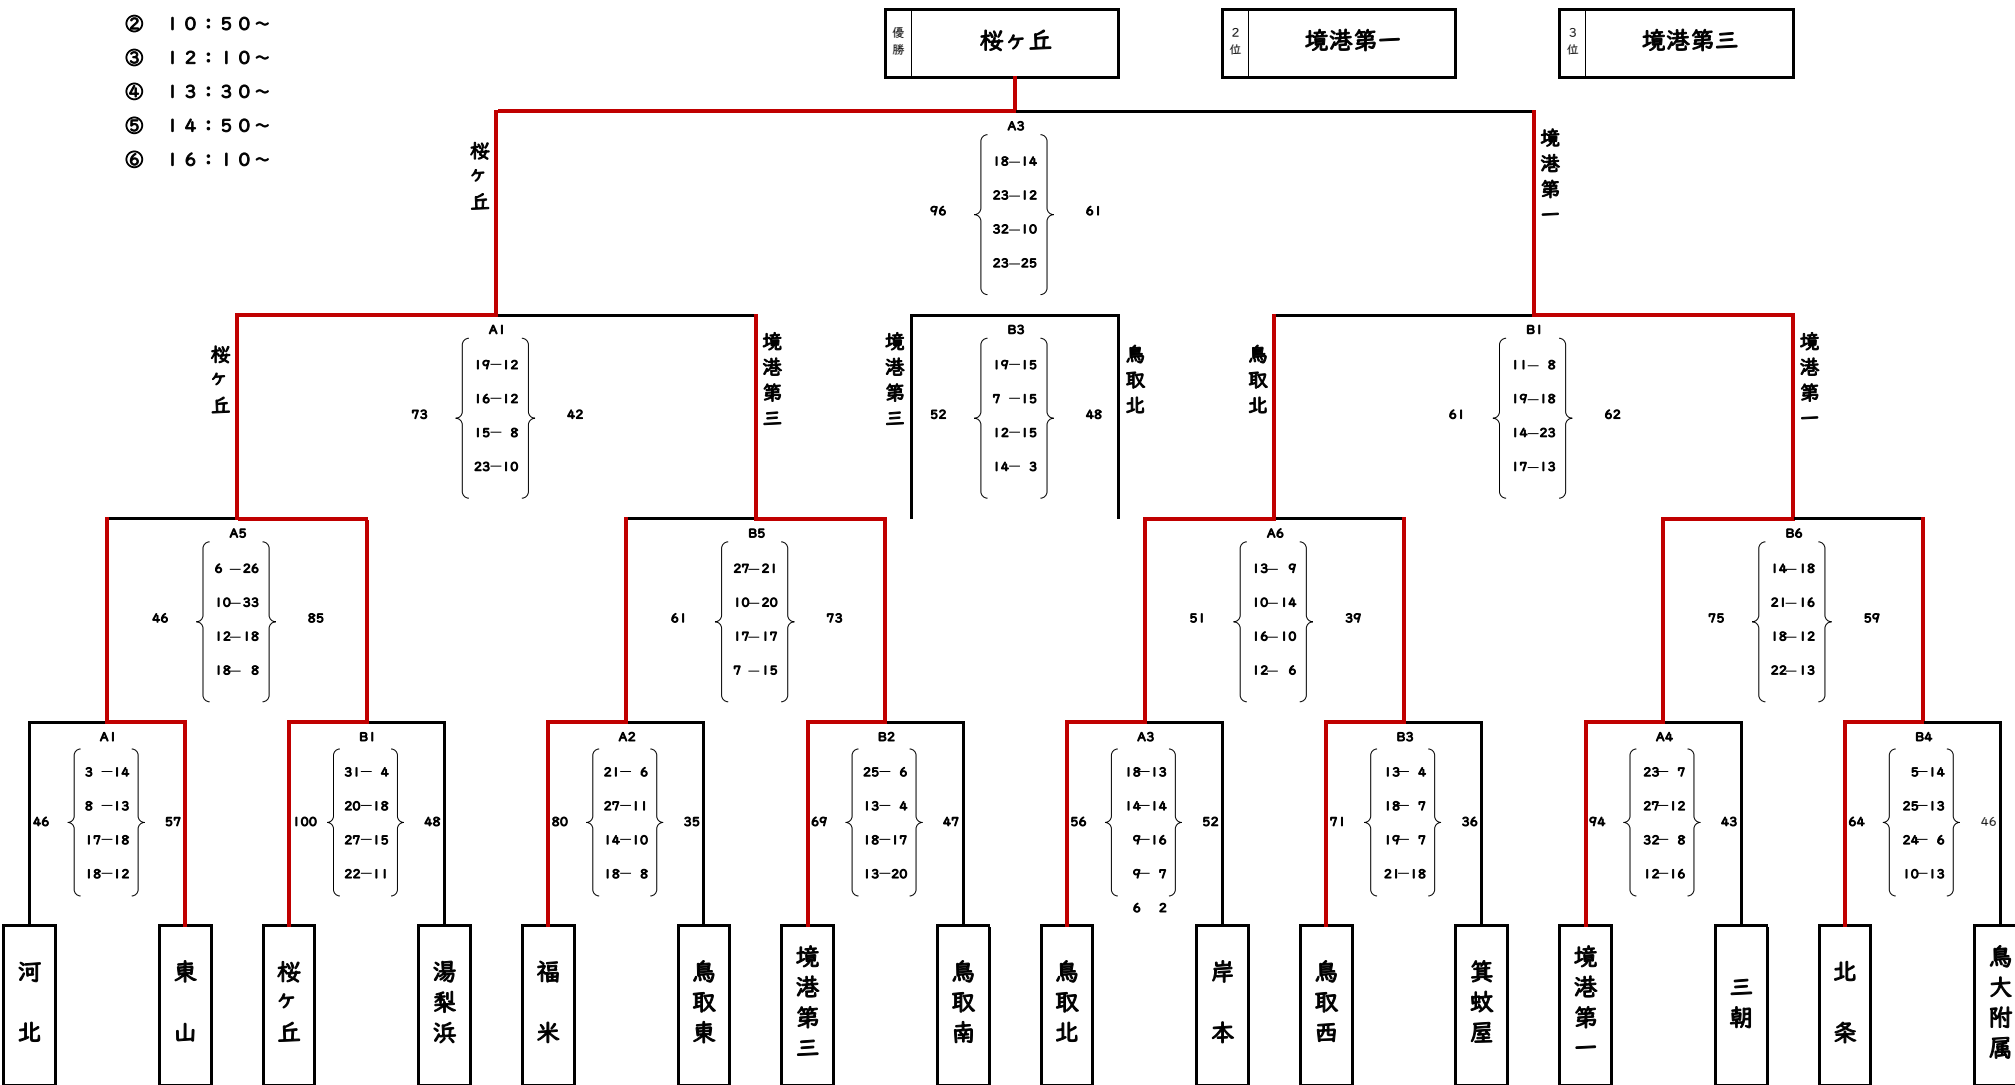 ② 10:50~
③ 12:10~
④ 13:30~
⑤ 14:50~
⑥ 16:10~
優勝 桜ヶ丘
2位 境港第一
3位 境港第三
桜ヶ丘
A3
境港第一
18―14
23―12
96
61
32―10
23―25
桜ヶ丘
A1
境港第三
19―12
16―12
73
42
15― 8
23―10
境港第三
B3
鳥取北
19―15
7 ―15
52
48
12―15
14― 3
鳥取北
B1
境港第一
11― 8
19―18
61
62
14―23
17―13
A5
6 ―26
10―33
46
85
12―18
18― 8
B5
27―21
10―20
61
73
17―17
7 ―15
A6
13― 9
10―14
51
39
16―10
12― 6
B6
14―18
21―16
75
59
18―12
22―13
A1
3 ―14
8 ―13
46
57
17―18
18―12
B1
31― 4
20―18
100
48
27―15
22―11
A2
21― 6
27―11
80
35
14―10
18― 8
B2
25― 6
13― 4
69
47
18―17
13―20
A3
18―13
14―14
56
52
9―16
9― 7
6 2
B3
13― 4
18― 7
71
36
19― 7
21―18
A4
23― 7
27―12
94
43
32― 8
12―16
B4
5―14
25―13
64
46
24― 6
10―13
河北
東山
桜ヶ丘
湯梨浜
福米
鳥取東
境港第三
鳥取南
鳥取北
岸本
鳥取西
箕蚊屋
境港第一
三朝
北条
鳥大附属